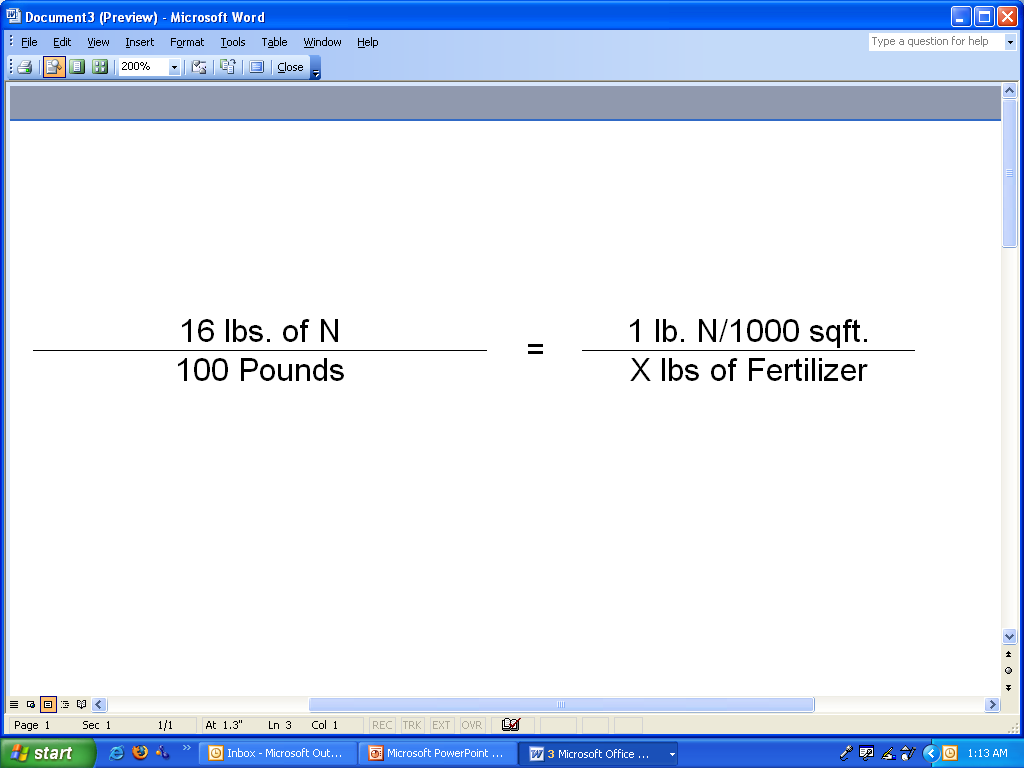 Document3 (Preview) - Microsoft Word
File Edit View Insert Format Tools Table Window Help
Type a question for help
200% Close
16 lbs. of N
100 Pounds
=
1 lb. N/1000 sqft.
X lbs of Fertilizer
Page 1 Sec 1 1/1 At 1.3" Ln 3 Col 1 REC TRK EXT OVR
start
Inbox - Microsoft Out...
Microsoft PowerPoint ...
3 Microsoft Office ...
1:13 AM